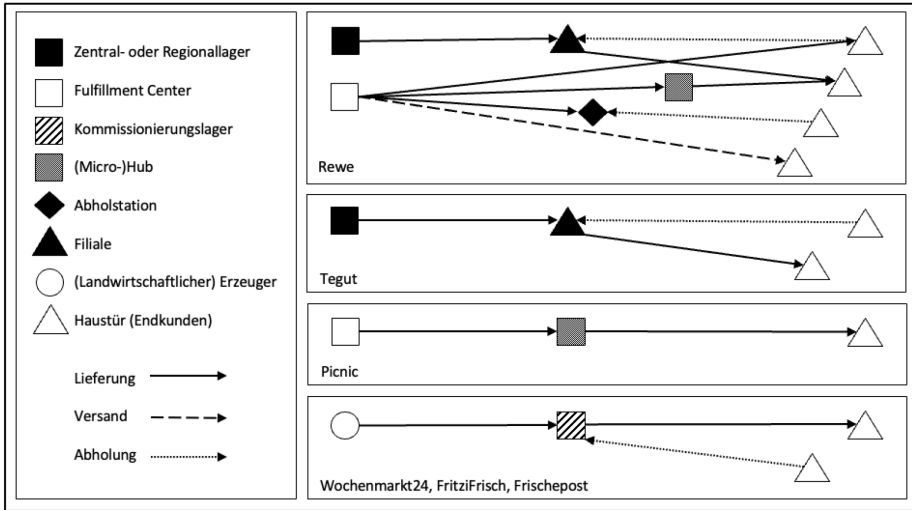 Zentral- oder Regionallager
Fulfillment Center
Kommissionierungslager
(Micro-)Hub
Abholstation
Filiale
(Landwirtschaftlicher) Erzeuger
Haustür (Endkunden)
Lieferung
Versand
Abholung
Rewe
Tegut
Picnic
Wochenmarkt24, FritziFrisch, Frischepost